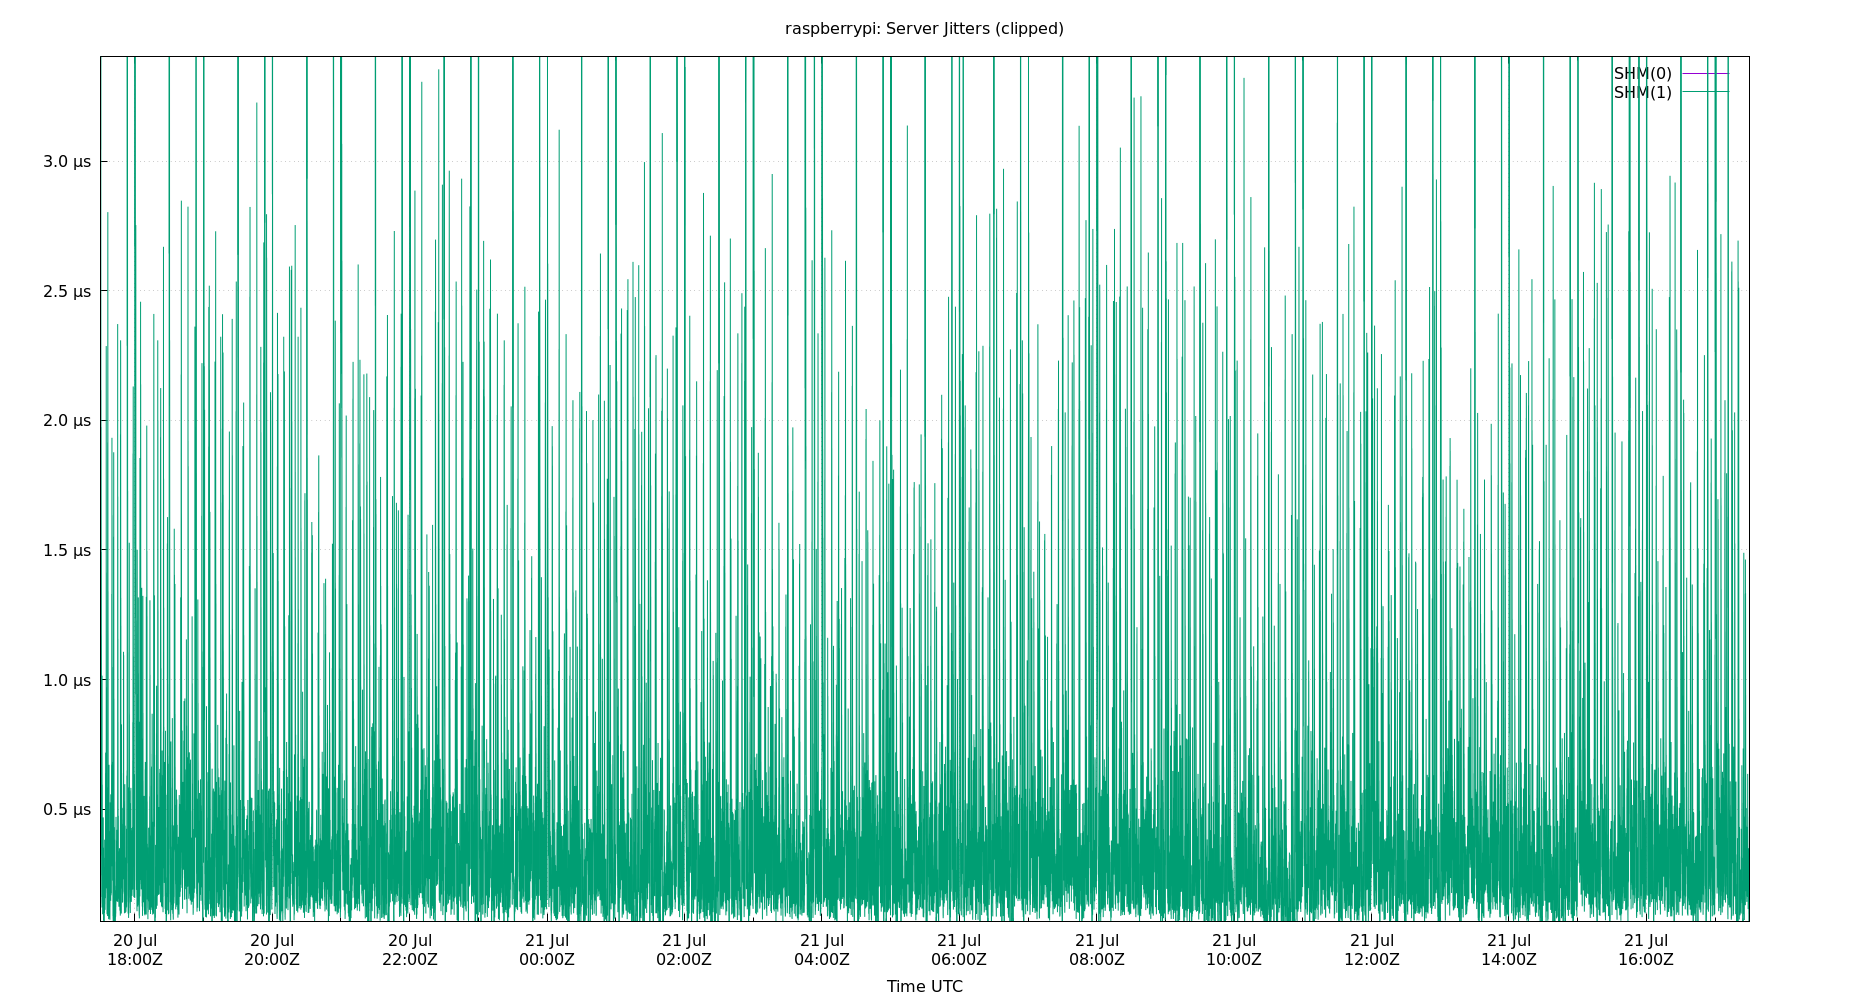 raspberrypi: Server Jitters (clipped)
SHM(0)
SHM(1)
3.0 µs
2.5 µs
2.0 µs
1.5 µs
1.0 µs
0.5 µs
20 Jul 20 Jul 20 Jul 21 Jul 21 Jul 21 Jul 21 Jul 21 Jul 21 Jul 21 Jul 21 Jul 21 Jul
18:00Z 20:00Z 22:00Z 00:00Z 02:00Z 04:00Z 06:00Z 08:00Z 10:00Z 12:00Z 14:00Z 16:00Z
Time UTC